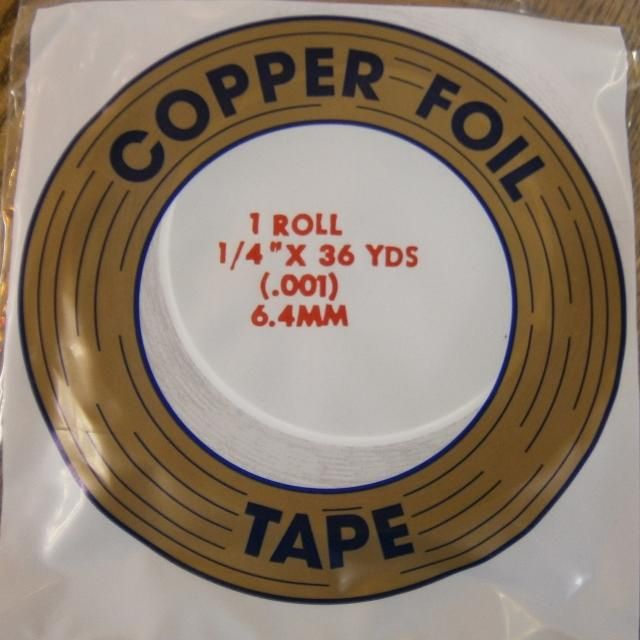 COPPER FOIL
1 ROLL
1/4" X 36 YDS
(.001)
6.4MM
TAPE